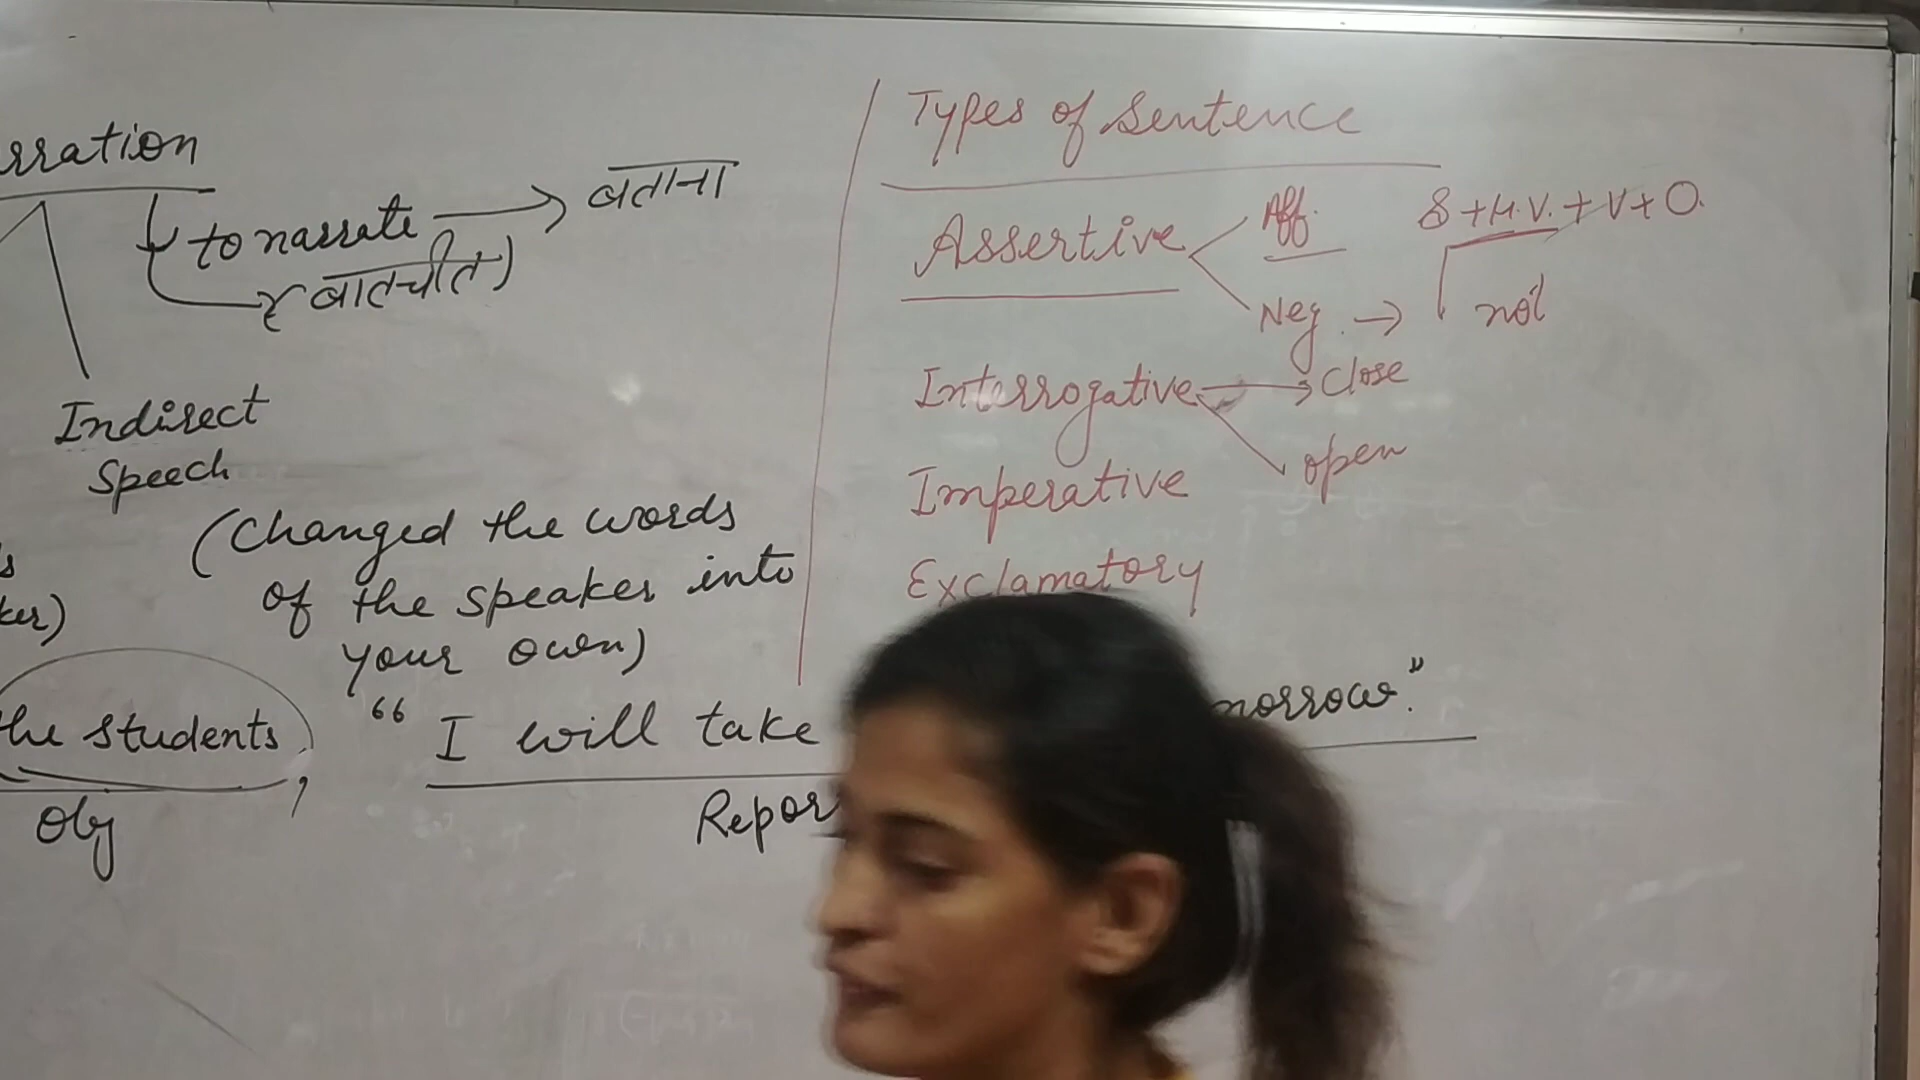 rration
to narrate → बताना
(बातचीत)
Indirect
Speech
(Changed the words
of the speaker into
your own)
s
ker)
the students, “ I will take morrow.”
Obj
Repor
Types of Sentence
Assertive
Aff. S + H.V. + V + O.
Neg. → not
Interrogative → Close
open
Imperative
Exclamatory